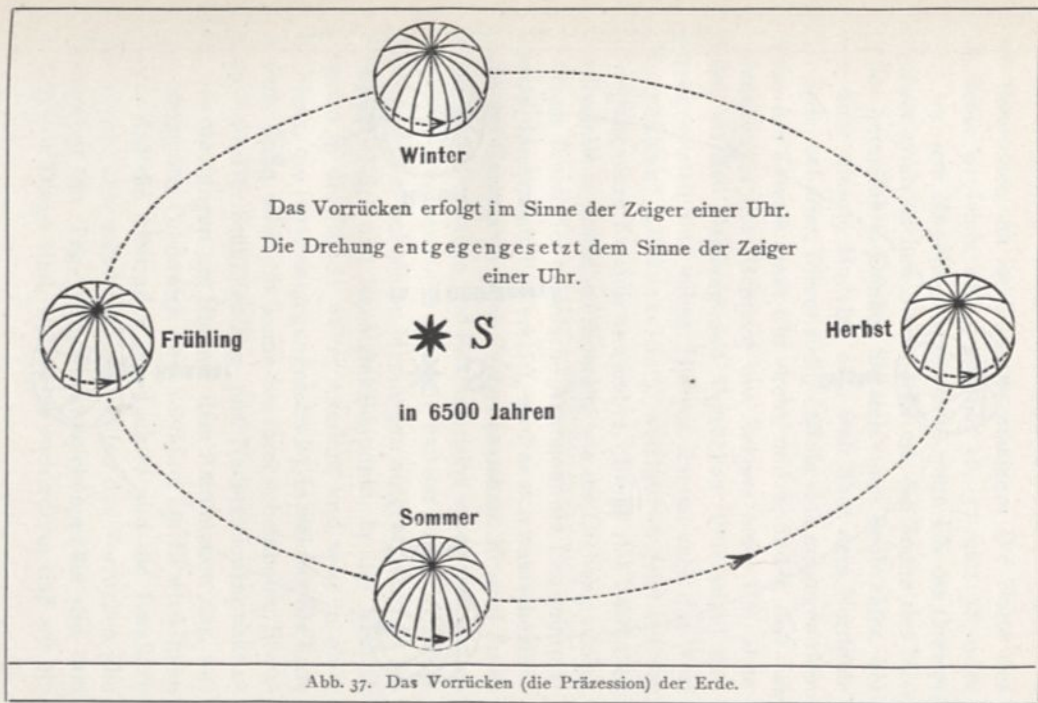 Winter
Das Vorrücken erfolgt im Sinne der Zeiger einer Uhr.
Die Drehung entgegengesetzt dem Sinne der Zeiger
einer Uhr.
Frühling
S
Herbst
in 6500 Jahren
Sommer
Abb. 37. Das Vorrücken (die Präzession) der Erde.